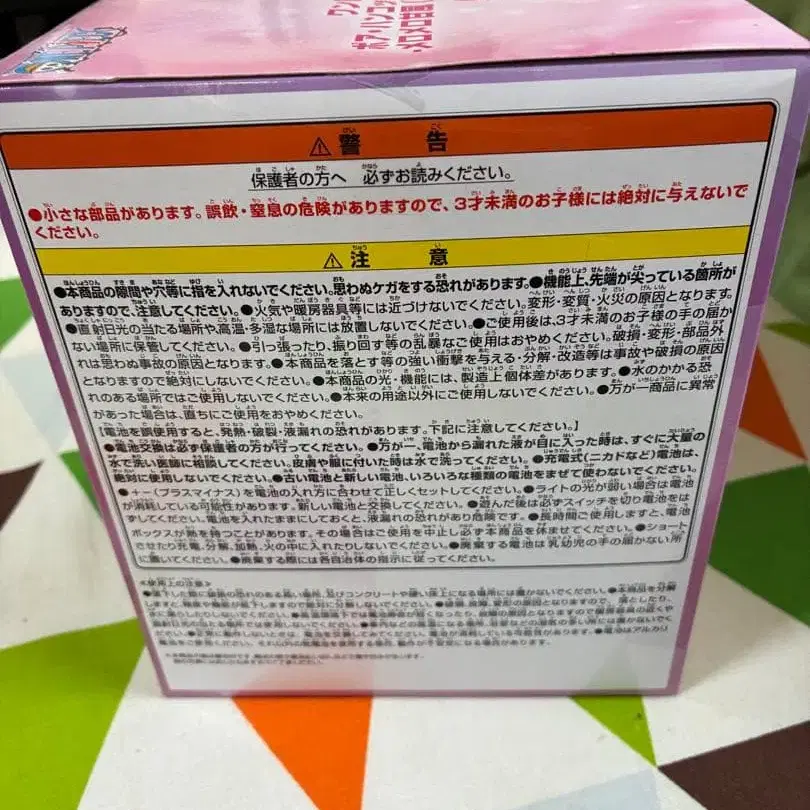 ワン
ボア・ハンコッ
メロメロ
ONE PIECE
⚠警告
保護者の方へ 必ずお読みください。
●小さな部品があります。誤飲・窒息の危険がありますので、3才未満のお子様には絶対に与えないで
ください。
⚠注意
●本商品の隙間や穴等に指を入れないでください。思わぬケガをする恐れがあります。●機能上、先端が尖っている箇所が
ありますので、注意してください。●火気や暖房器具等には近づけないでください。変形・変質・火災の原因となります。
●直射日光の当たる場所や高温・多湿な場所には放置しないでください。●ご使用後は、3才未満のお子様の手の届か
ない場所に保管してください。●引っ張ったり、振り回す等の乱暴なご使用はおやめください。破損・変形・部品外
れは思わぬ事故の原因となります。●本商品を落とす等の強い衝撃を与える・分解・改造等は事故や破損の原因
となりますので絶対にしないでください。●本商品の光・機能には、製造上個体差があります。●水のかかる恐
れのある場所ではご使用しないでください。●本来の用途以外にご使用しないでください。●万が一商品に異常
があった場合は、直ちにご使用をおやめください。
【電池を誤使用すると、発熱・破裂・液漏れの恐れがあります。下記に注意してください。】
●電池交換は必ず保護者の方が行ってください。●万が一、電池から漏れた液が目に入った時は、すぐに大量の
水で洗い医師に相談してください。皮膚や服に付いた時は水で洗ってください。●充電式(ニカドなど)電池は、
絶対に使用しないでください。●古い電池と新しい電池、いろいろな種類の電池をまぜて使わないでください。
●+−(プラスマイナス)を電池の入れ方に合わせて正しくセットしてください。●ライトの光が弱い場合は電池
が消耗している可能性があります。新しい電池と交換してください。●遊んだ後は必ずスイッチを切り電池をは
ずしてください。電池を入れたままにしておくと、液漏れの恐れがあり危険です。●長時間ご使用しますと、電池
ボックスが熱を持つことがあります。その場合はご使用を中止し必ず本商品を休ませてください。●ショート
させたり充電、分解、加熱、火の中に入れたりしないでください。●廃棄する電池は乳幼児の手の届かない所
に置いてください。●廃棄する際には各自治体の指示に従ってください。
≪使用上の注意≫